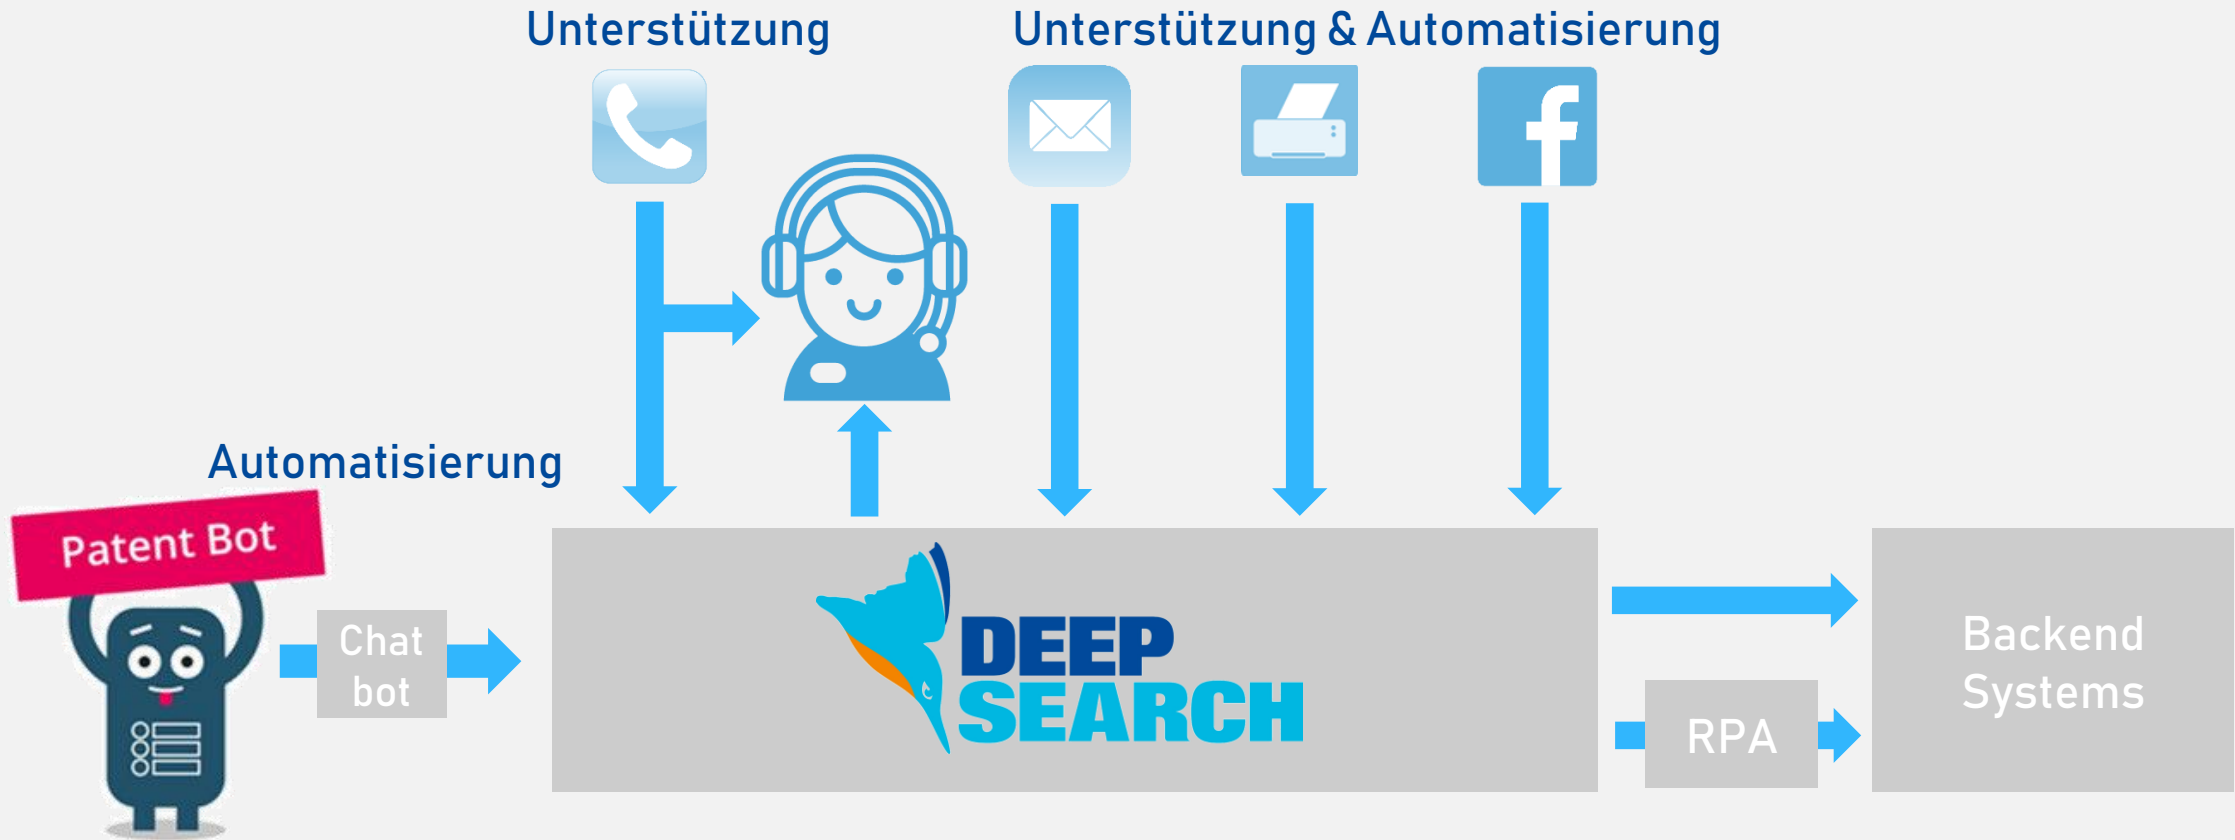 Unterstützung
Unterstützung & Automatisierung
Automatisierung
Patent Bot
Chat
bot
DEEP
SEARCH
RPA
Backend
Systems